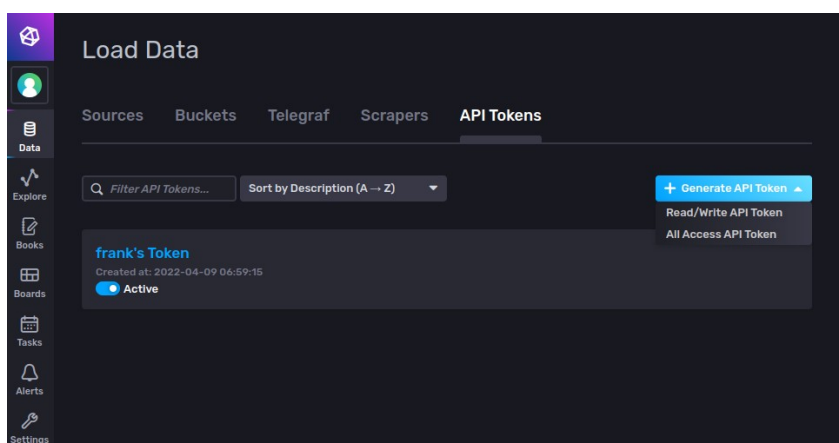 Load Data
Sources Buckets Telegraf Scrapers API Tokens
Data
Explore
Books
Boards
Tasks
Alerts
Settings
Filter API Tokens...
Sort by Description (A → Z)
+ Generate API Token
Read/Write API Token
All Access API Token
frank's Token
Created at: 2022-04-09 06:59:15
Active